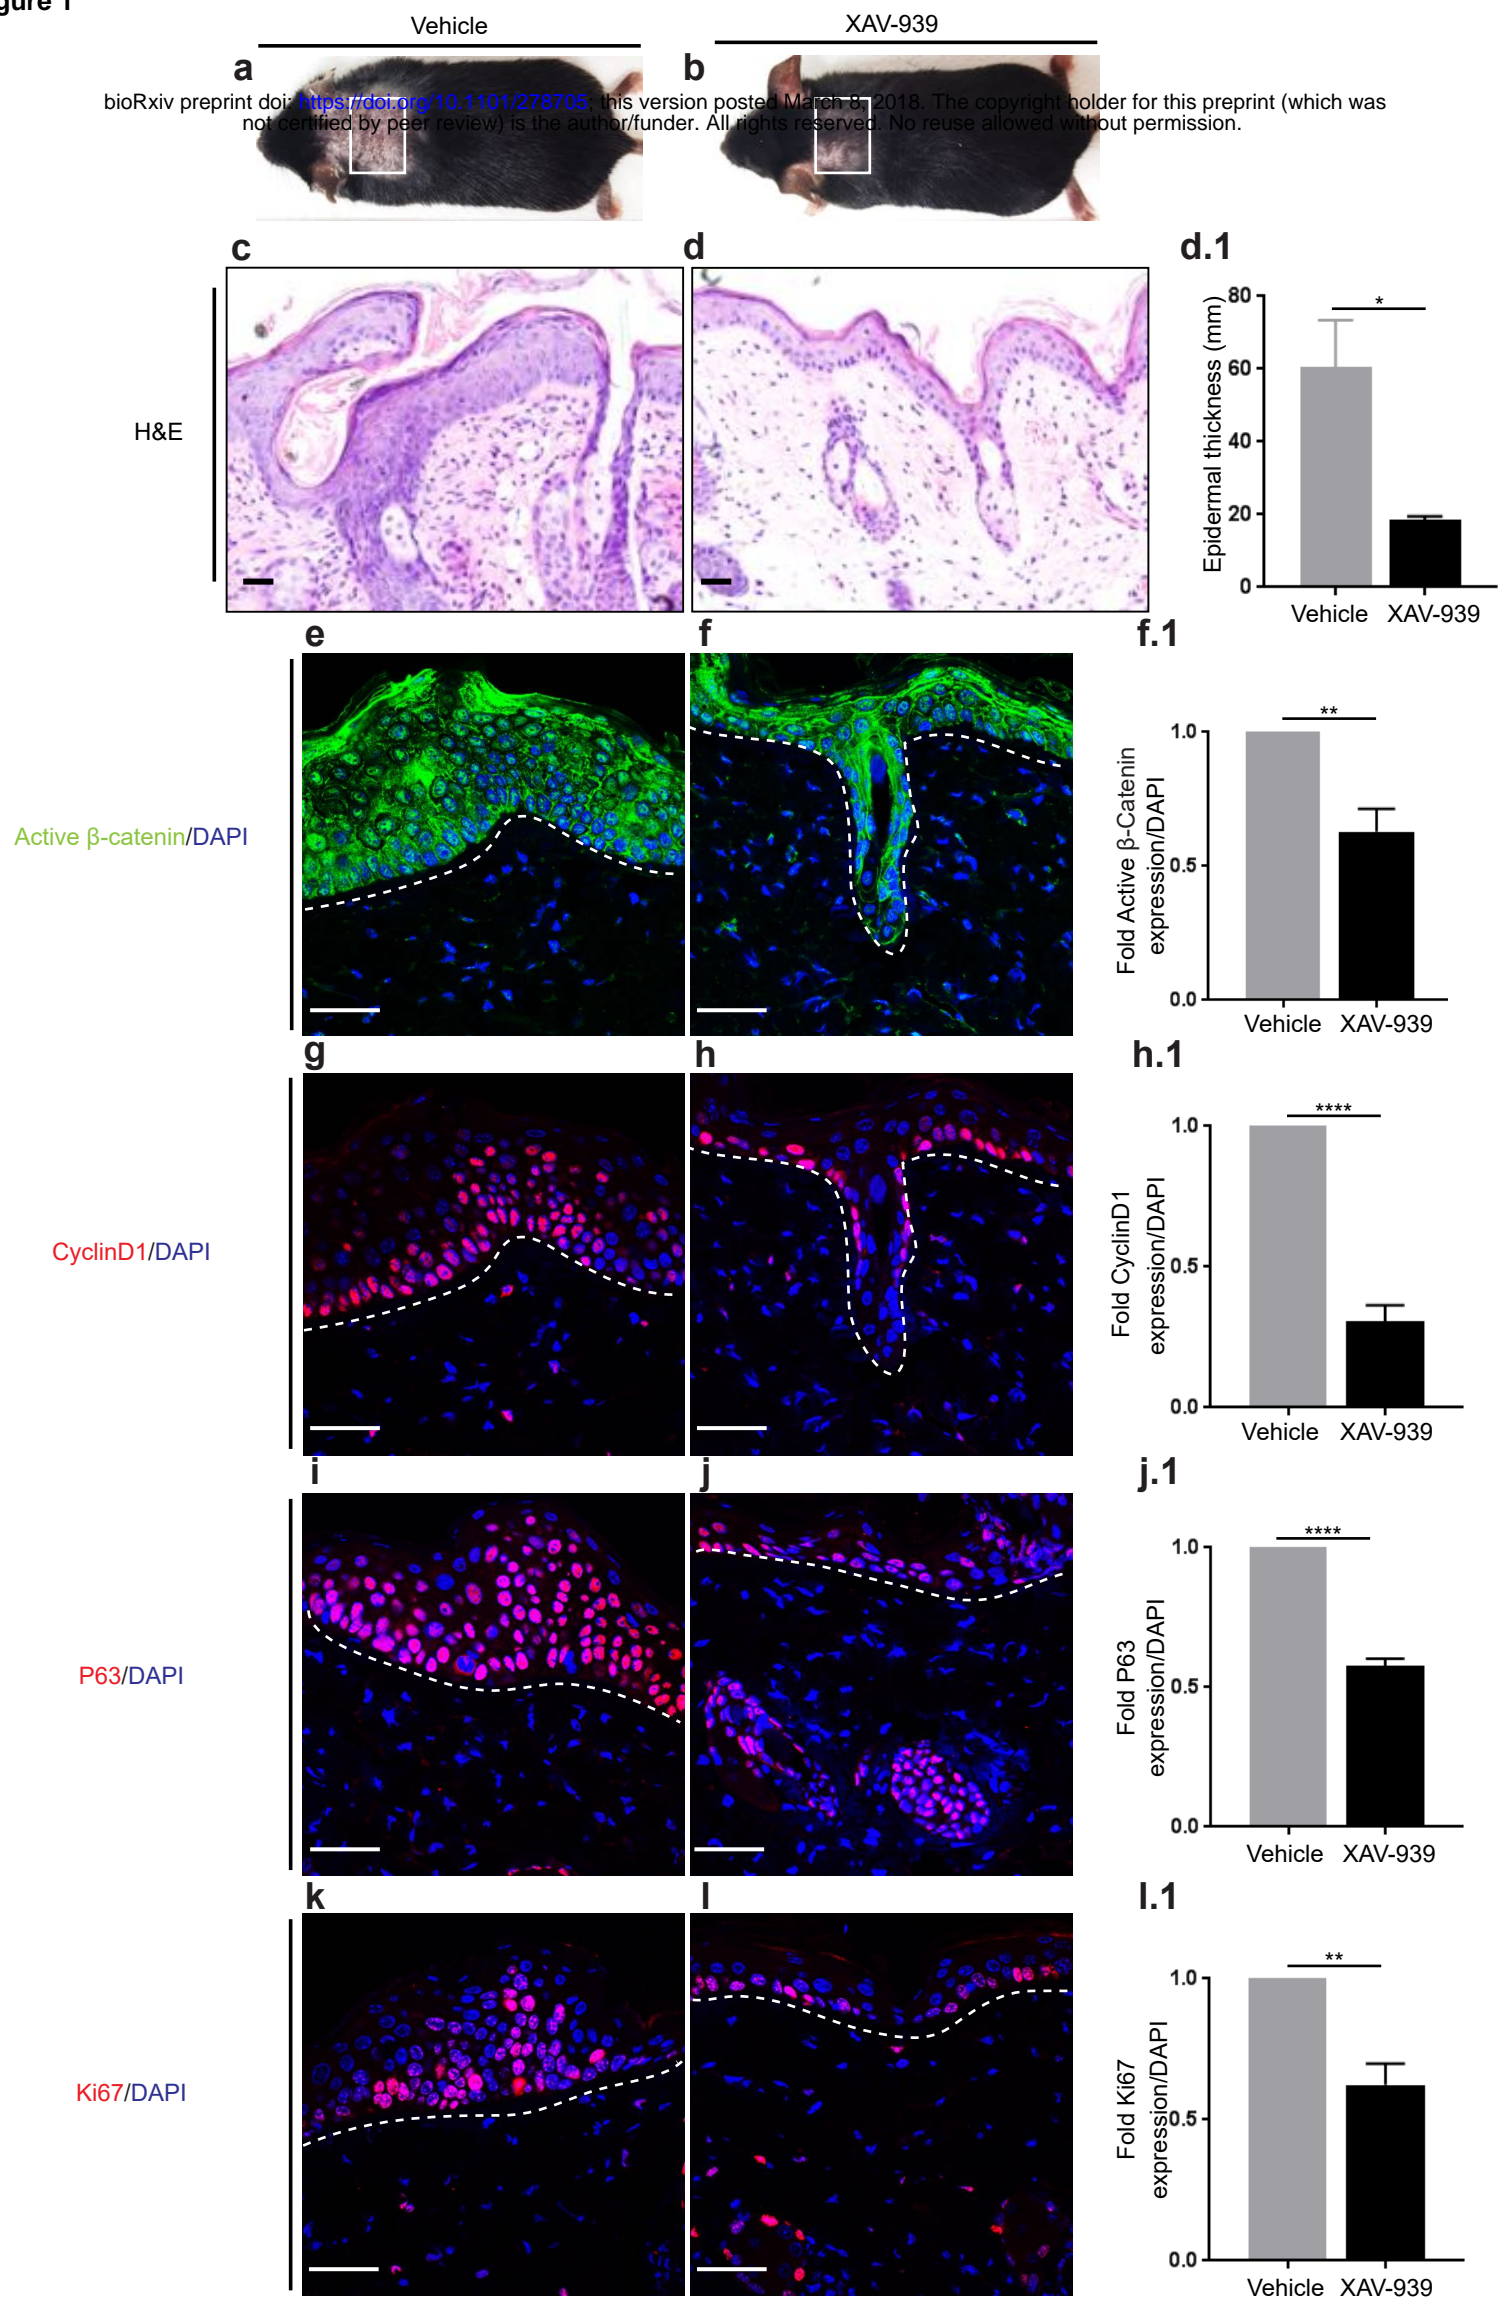 gure 1
Vehicle
XAV-939
a
b
bioRxiv preprint doi: https://doi.org/10.1101/278705; this version posted March 8, 2018. The copyright holder for this preprint (which was
not certified by peer review) is the author/funder. All rights reserved. No reuse allowed without permission.
c
d
d.1
H&E
Epidermal thickness (mm)
80
60
40
20
0
*
Vehicle
XAV-939
e
f
f.1
Active β-catenin/DAPI
Fold Active β-Catenin
expression/DAPI
1.0
0.5
0.0
**
Vehicle
XAV-939
g
h
h.1
CyclinD1/DAPI
Fold CyclinD1
expression/DAPI
1.0
0.5
0.0
****
Vehicle
XAV-939
i
j
j.1
P63/DAPI
Fold P63
expression/DAPI
1.0
0.5
0.0
****
Vehicle
XAV-939
k
l
l.1
Ki67/DAPI
Fold Ki67
expression/DAPI
1.0
0.5
0.0
**
Vehicle
XAV-939